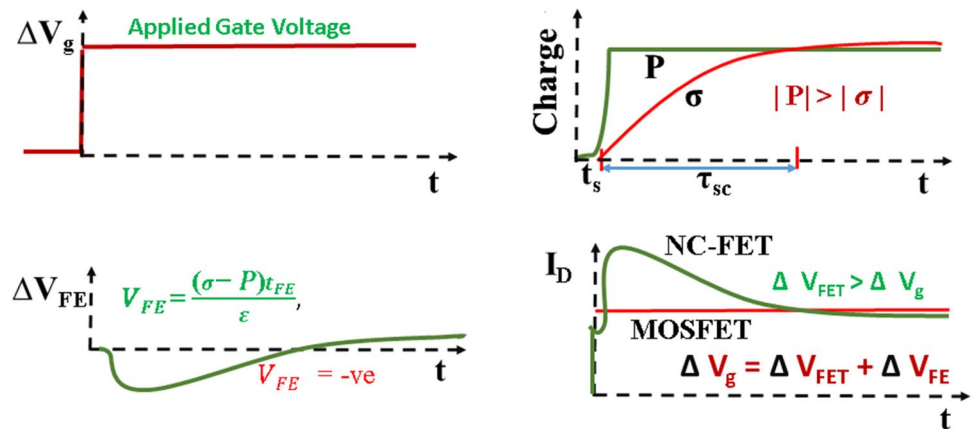 ΔVg
Applied Gate Voltage
t
Charge
P
σ
|P| > |σ|
ts
τsc
t
ΔVFE
VFE = (σ − P)tFE / ε,
VFE = -ve
t
ID
NC-FET
Δ VFET > Δ Vg
MOSFET
Δ Vg = Δ VFET + Δ VFE
t